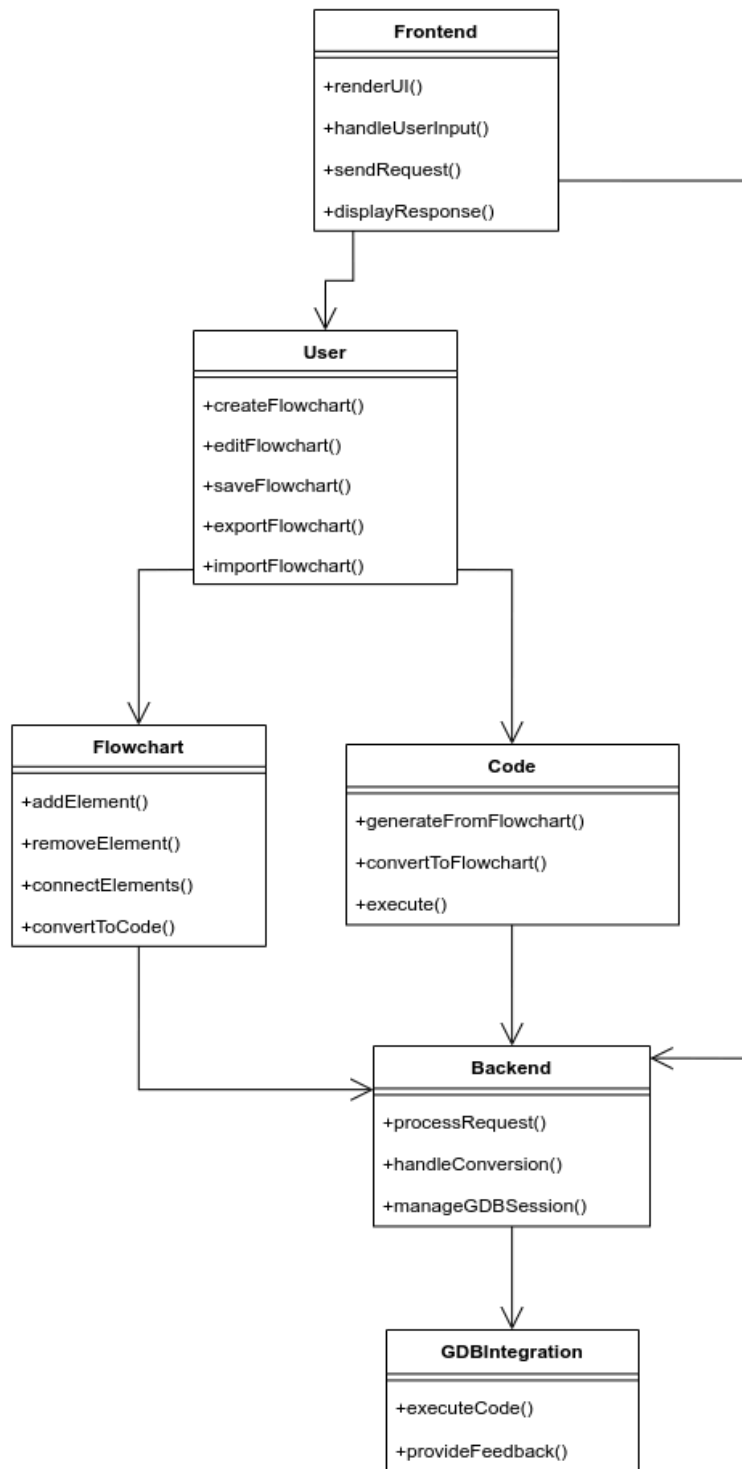 Frontend
+renderUI()
+handleUserInput()
+sendRequest()
+displayResponse()
User
+createFlowchart()
+editFlowchart()
+saveFlowchart()
+exportFlowchart()
+importFlowchart()
Flowchart
+addElement()
+removeElement()
+connectElements()
+convertToCode()
Code
+generateFromFlowchart()
+convertToFlowchart()
+execute()
Backend
+processRequest()
+handleConversion()
+manageGDBSession()
GDBIntegration
+executeCode()
+provideFeedback()